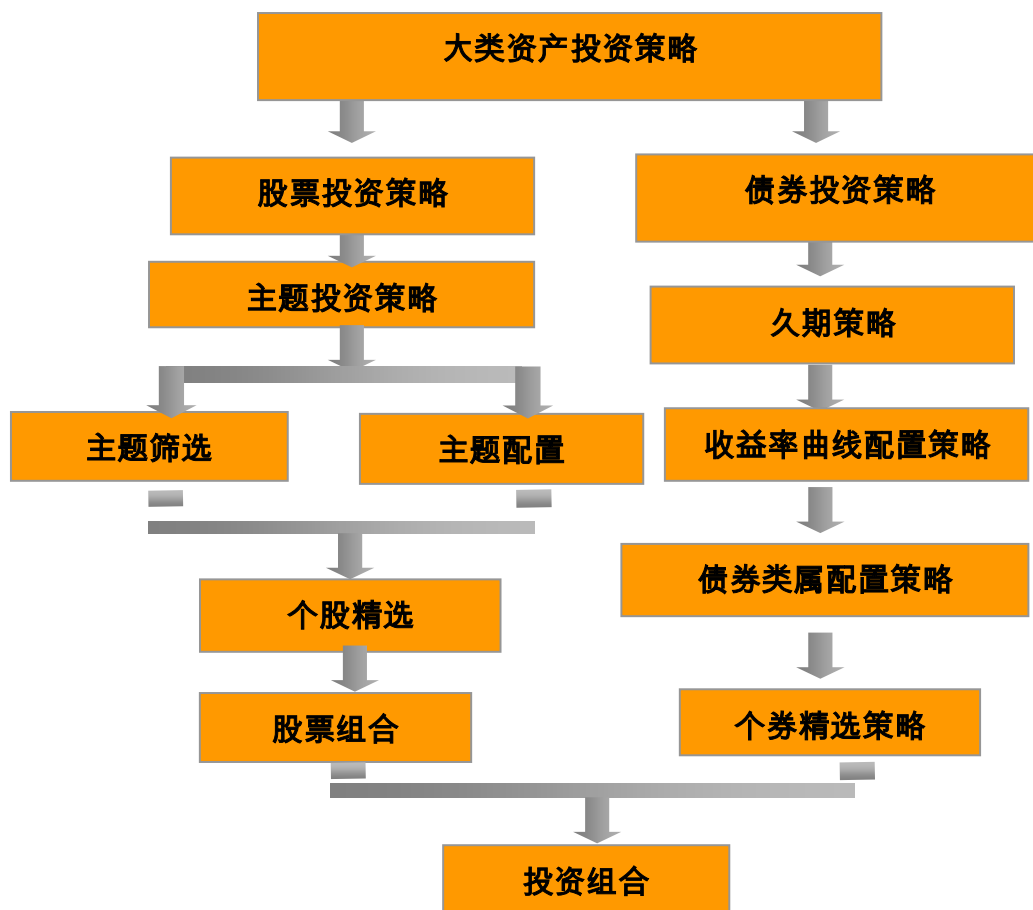 大类资产投资策略
股票投资策略
债券投资策略
主题投资策略
久期策略
主题筛选
主题配置
收益率曲线配置策略
债券类属配置策略
个股精选
股票组合
个券精选策略
投资组合